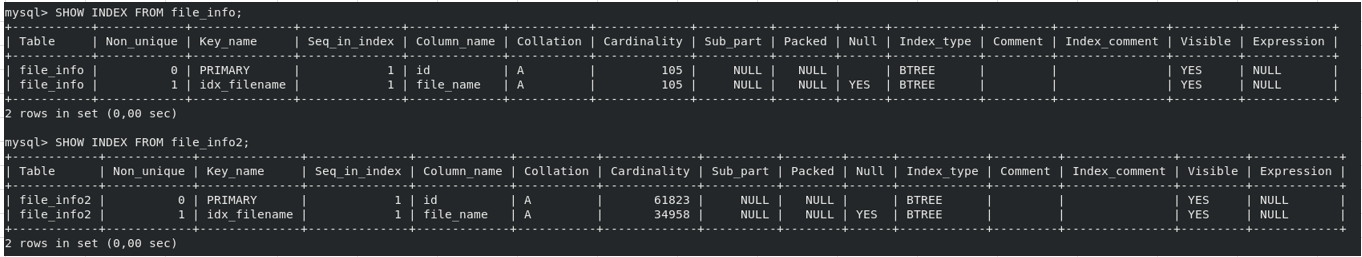 mysql> SHOW INDEX FROM file_info;
+-----------+------------+--------------+--------------+-------------+-----------+-------------+----------+--------+------+------------+---------+---------------+---------+------------+
| Table     | Non_unique | Key_name     | Seq_in_index | Column_name | Collation | Cardinality | Sub_part | Packed | Null | Index_type | Comment | Index_comment | Visible | Expression |
+-----------+------------+--------------+--------------+-------------+-----------+-------------+----------+--------+------+------------+---------+---------------+---------+------------+
| file_info |          0 | PRIMARY      |            1 | id          | A         |         105 |     NULL |   NULL |      | BTREE      |         |               | YES     | NULL       |
| file_info |          1 | idx_filename |            1 | file_name   | A         |         105 |     NULL |   NULL | YES  | BTREE      |         |               | YES     | NULL       |
+-----------+------------+--------------+--------------+-------------+-----------+-------------+----------+--------+------+------------+---------+---------------+---------+------------+
2 rows in set (0,00 sec)
mysql> SHOW INDEX FROM file_info2;
+------------+------------+--------------+--------------+-------------+-----------+-------------+----------+--------+------+------------+---------+---------------+---------+------------+
| Table      | Non_unique | Key_name     | Seq_in_index | Column_name | Collation | Cardinality | Sub_part | Packed | Null | Index_type | Comment | Index_comment | Visible | Expression |
+------------+------------+--------------+--------------+-------------+-----------+-------------+----------+--------+------+------------+---------+---------------+---------+------------+
| file_info2 |          0 | PRIMARY      |            1 | id          | A         |       61823 |     NULL |   NULL |      | BTREE      |         |               | YES     | NULL       |
| file_info2 |          1 | idx_filename |            1 | file_name   | A         |       34958 |     NULL |   NULL | YES  | BTREE      |         |               | YES     | NULL       |
+------------+------------+--------------+--------------+-------------+-----------+-------------+----------+--------+------+------------+---------+---------------+---------+------------+
2 rows in set (0,00 sec)